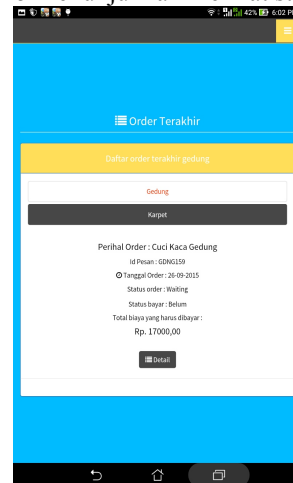 42% 6:02 PM
Order Terakhir
Daftar order terakhir gedung
Gedung
Karpet
Perihal Order : Cuci Kaca Gedung
Id Pesan : GDNG159
Tanggal Order : 26-09-2015
Status order : Waiting
Status bayar : Belum
Total biaya yang harus dibayar :
Rp. 17000,00
Detail